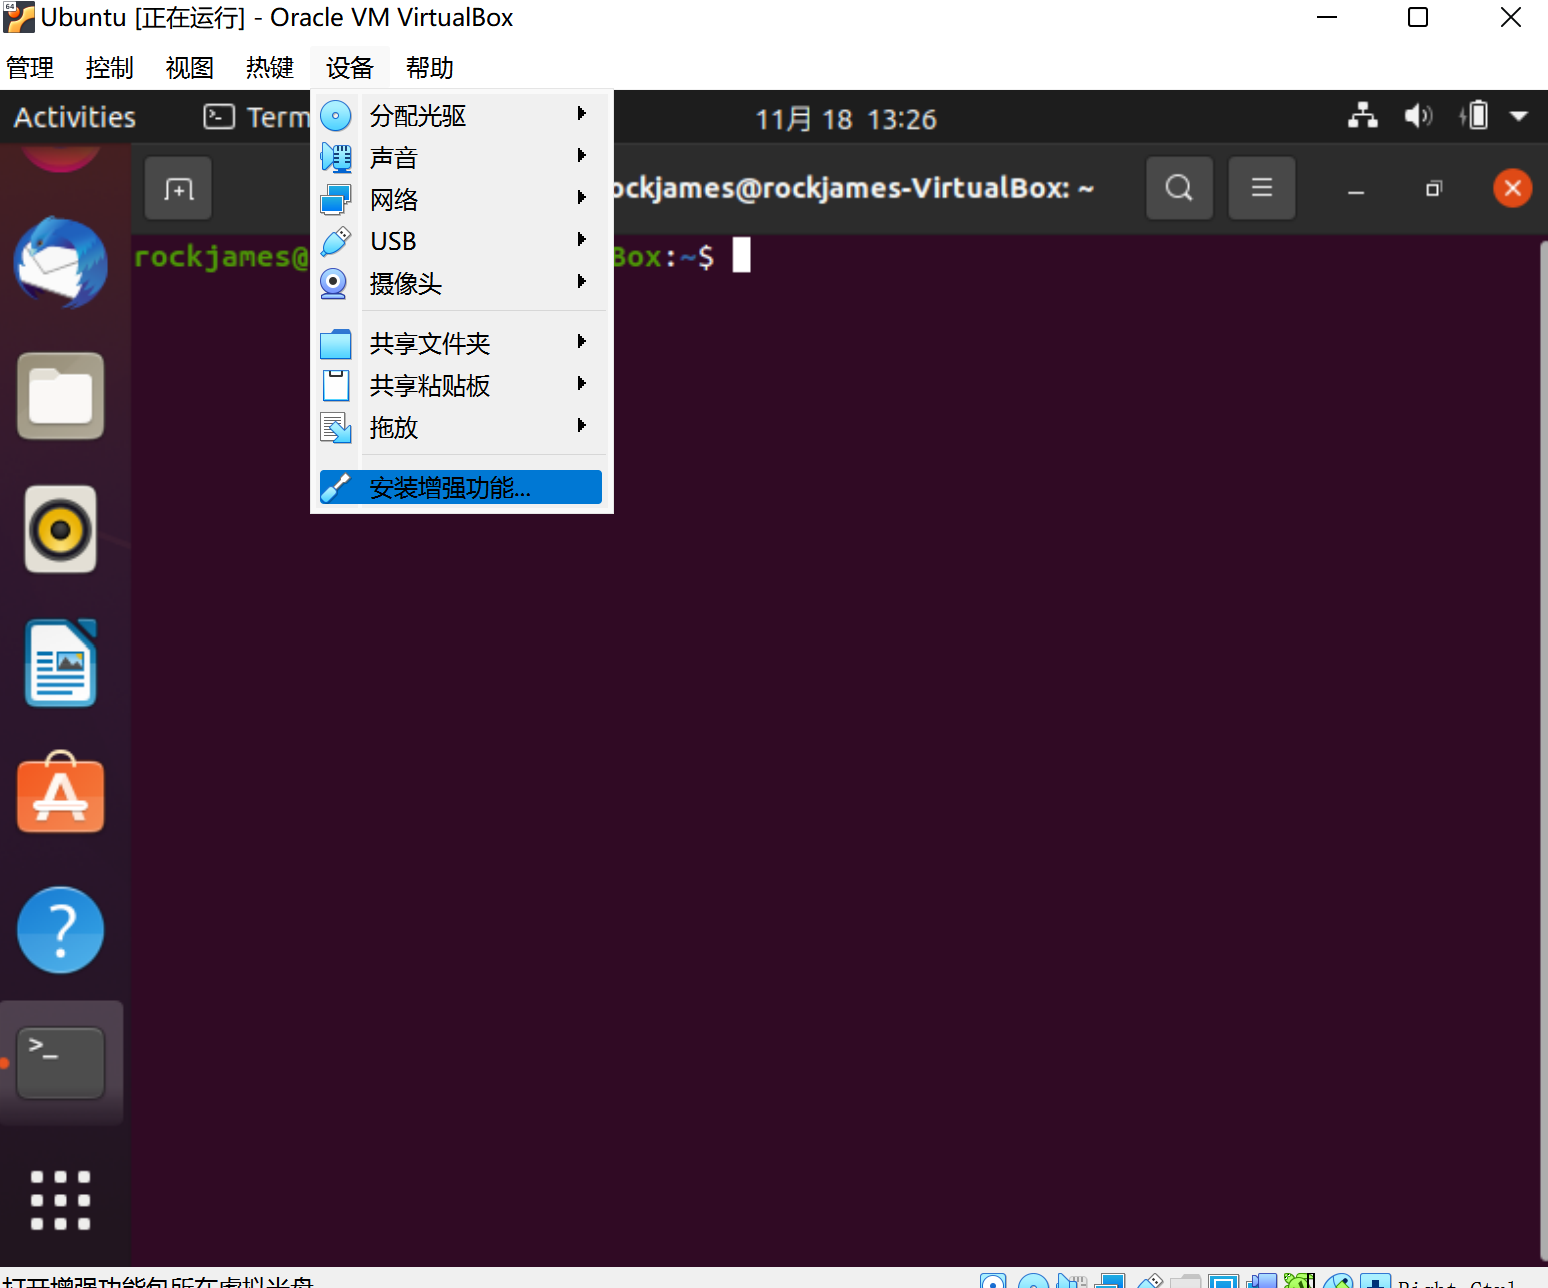 Ubuntu [正在运行] - Oracle VM VirtualBox
管理 控制 视图 热键 设备 帮助
Activities Term 11月 18 13:26
分配光驱
声音
网络
USB
摄像头
共享文件夹
共享粘贴板
拖放
安装增强功能...
ockjames@rockjames-VirtualBox: ~
rockjames@ Box:~$
打开增强功能包所在虚拟光盘
Right Ctrl